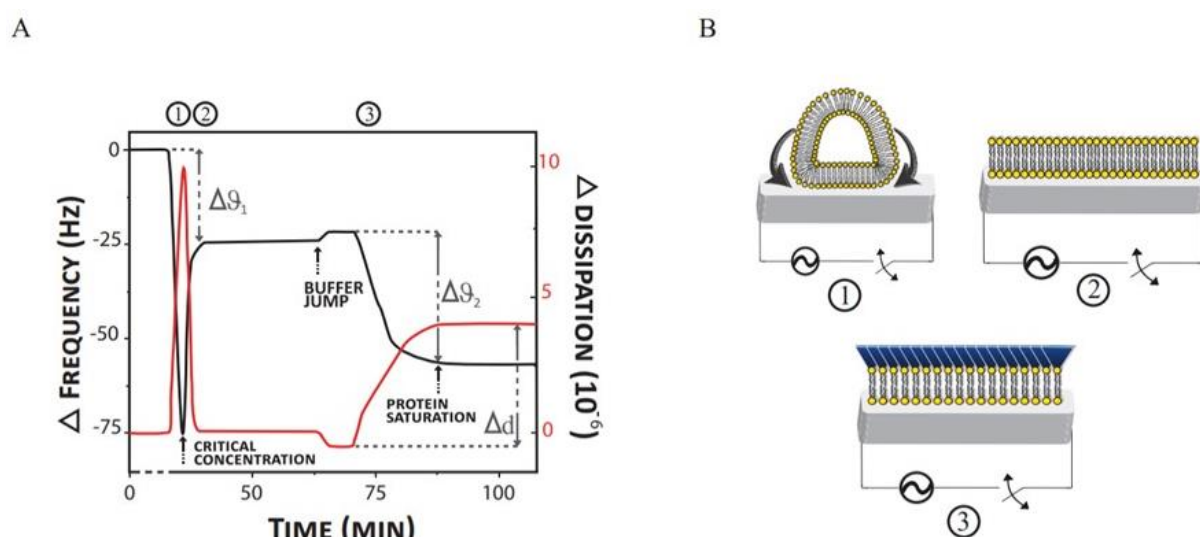 A
B
① ② ③
0
-25
-50
-75
Δ FREQUENCY (HZ)
10
5
0
Δ DISSIPATION (10⁻⁶)
Δϑ₁
BUFFER
JUMP
Δϑ₂
PROTEIN
SATURATION
Δd
CRITICAL
CONCENTRATION
0 50 75 100
TIME (MIN)
① ②
③